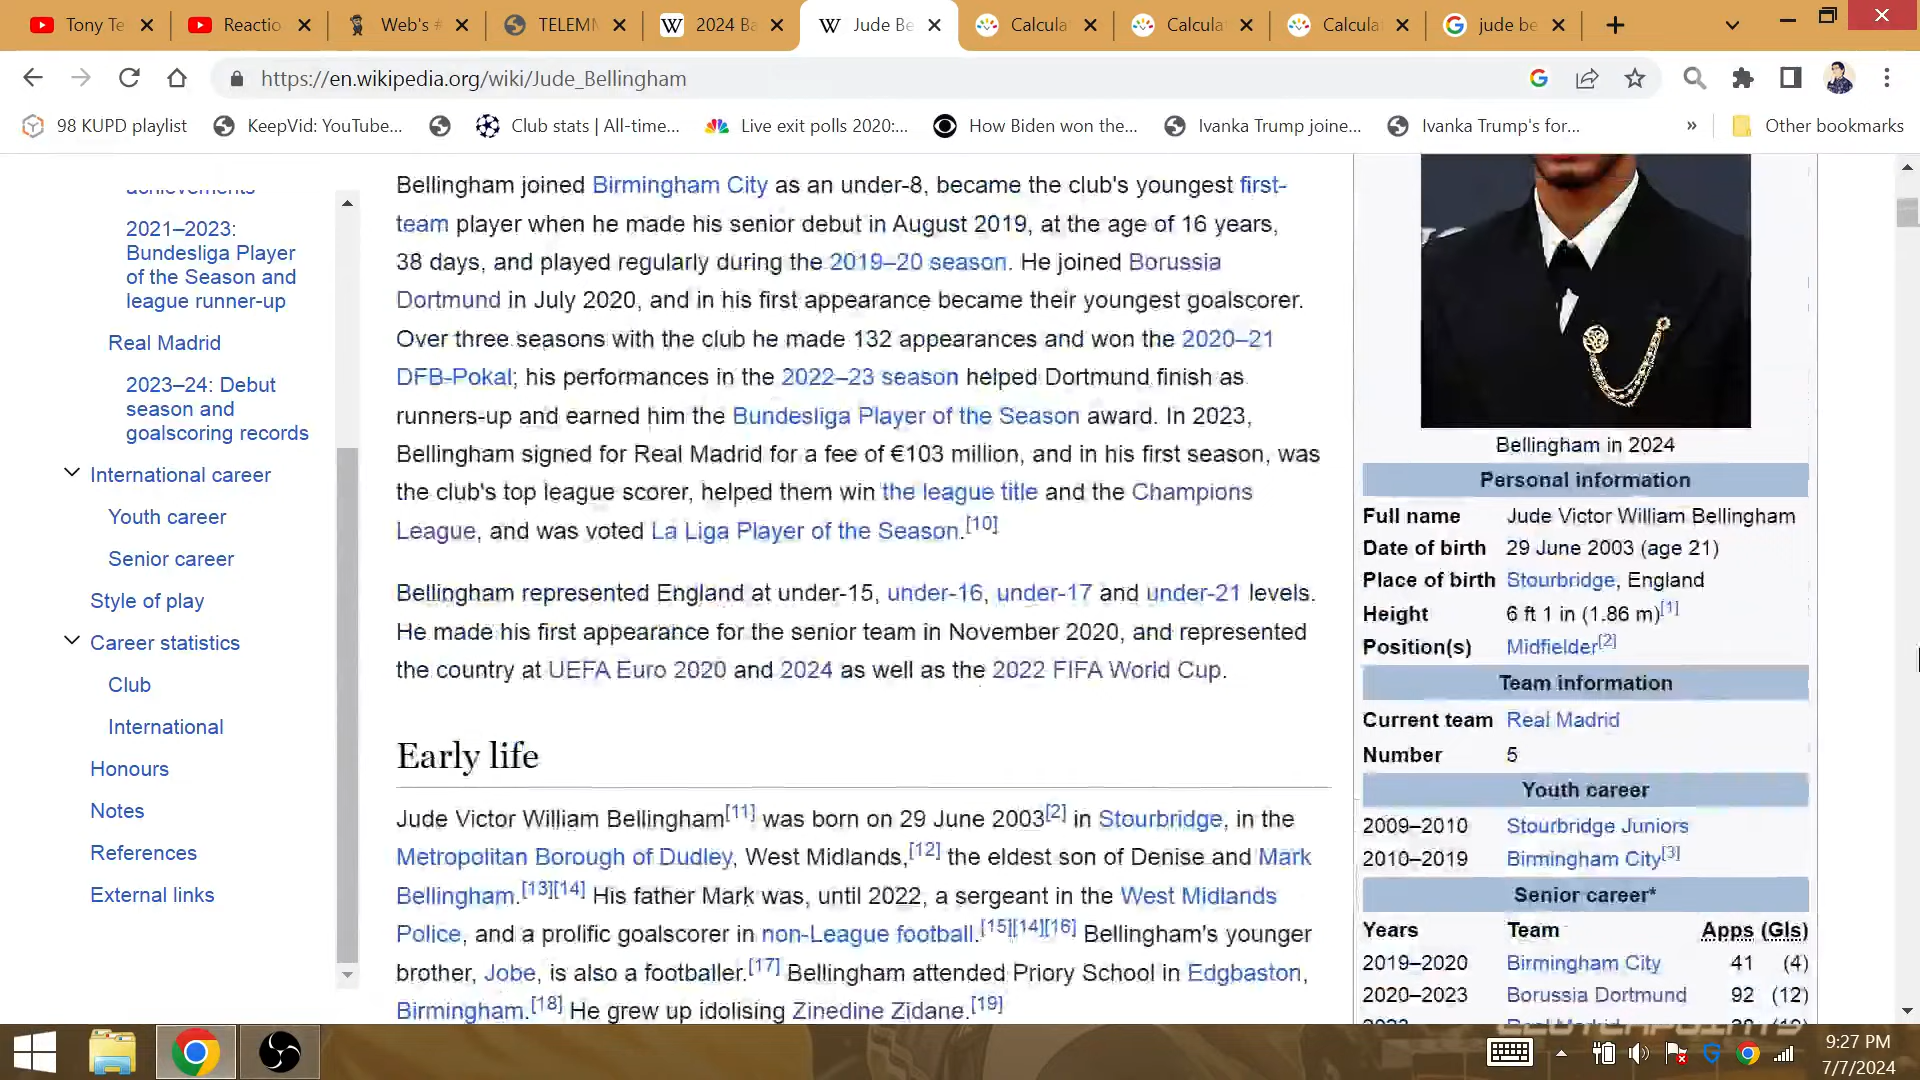 Tony Te
Reactio
Web's #
TELEMN
2024 Ba
Jude Be
Calcula
Calcula
Calcula
jude be
https://en.wikipedia.org/wiki/Jude_Bellingham
98 KUPD playlist
KeepVid: YouTube...
Club stats | All-time...
Live exit polls 2020:...
How Biden won the...
Ivanka Trump joine...
Ivanka Trump's for...
»
Other bookmarks
achievements
2021–2023:
Bundesliga Player
of the Season and
league runner-up
Real Madrid
2023–24: Debut
season and
goalscoring records
International career
Youth career
Senior career
Style of play
Career statistics
Club
International
Honours
Notes
References
External links
Bellingham joined Birmingham City as an under-8, became the club's youngest first-
team player when he made his senior debut in August 2019, at the age of 16 years,
38 days, and played regularly during the 2019–20 season. He joined Borussia
Dortmund in July 2020, and in his first appearance became their youngest goalscorer.
Over three seasons with the club he made 132 appearances and won the 2020–21
DFB-Pokal; his performances in the 2022–23 season helped Dortmund finish as
runners-up and earned him the Bundesliga Player of the Season award. In 2023,
Bellingham signed for Real Madrid for a fee of €103 million, and in his first season, was
the club's top league scorer, helped them win the league title and the Champions
League, and was voted La Liga Player of the Season.[10]
Bellingham represented England at under-15, under-16, under-17 and under-21 levels.
He made his first appearance for the senior team in November 2020, and represented
the country at UEFA Euro 2020 and 2024 as well as the 2022 FIFA World Cup.
Early life
Jude Victor William Bellingham[11] was born on 29 June 2003[2] in Stourbridge, in the
Metropolitan Borough of Dudley, West Midlands,[12] the eldest son of Denise and Mark
Bellingham.[13][14] His father Mark was, until 2022, a sergeant in the West Midlands
Police, and a prolific goalscorer in non-League football.[15][14][16] Bellingham's younger
brother, Jobe, is also a footballer.[17] Bellingham attended Priory School in Edgbaston,
Birmingham.[18] He grew up idolising Zinedine Zidane.[19]
Bellingham in 2024
Personal information
Full name Jude Victor William Bellingham
Date of birth 29 June 2003 (age 21)
Place of birth Stourbridge, England
Height 6 ft 1 in (1.86 m)[1]
Position(s) Midfielder[2]
Team information
Current team Real Madrid
Number 5
Youth career
2009–2010 Stourbridge Juniors
2010–2019 Birmingham City[3]
Senior career*
Years Team Apps (Gls)
2019–2020 Birmingham City 41 (4)
2020–2023 Borussia Dortmund 92 (12)
CLUTCHPOINTS
9:27 PM
7/7/2024